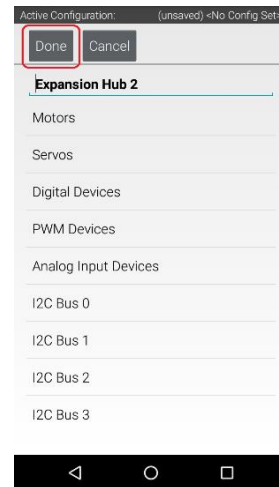 Active Configuration: (unsaved) <No Config Set>
Done Cancel
Expansion Hub 2
Motors
Servos
Digital Devices
PWM Devices
Analog Input Devices
I2C Bus 0
I2C Bus 1
I2C Bus 2
I2C Bus 3